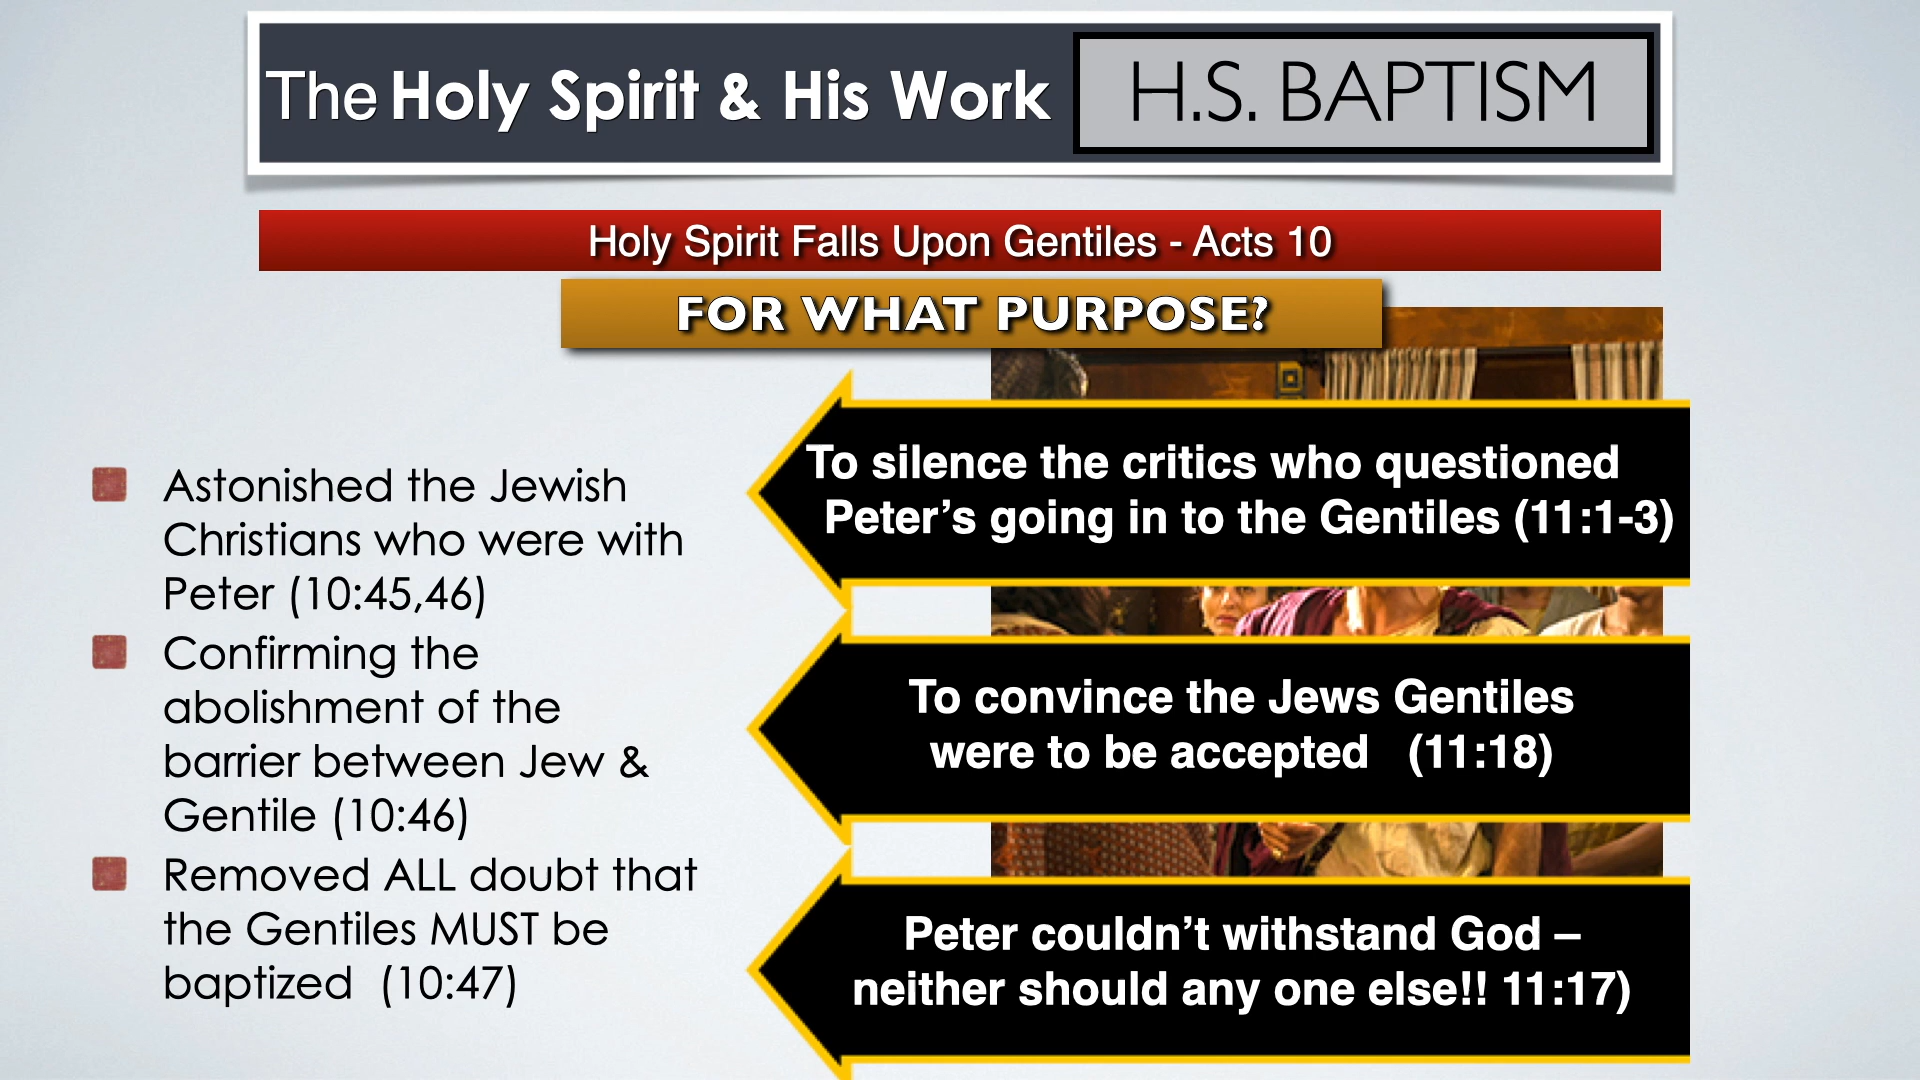 The Holy Spirit & His Work
H.S. BAPTISM
Holy Spirit Falls Upon Gentiles - Acts 10
FOR WHAT PURPOSE?
Astonished the Jewish
Christians who were with
Peter (10:45,46)
Confirming the
abolishment of the
barrier between Jew &
Gentile (10:46)
Removed ALL doubt that
the Gentiles MUST be
baptized (10:47)
To silence the critics who questioned
Peter’s going in to the Gentiles (11:1-3)
To convince the Jews Gentiles
were to be accepted (11:18)
Peter couldn’t withstand God –
neither should any one else!! 11:17)